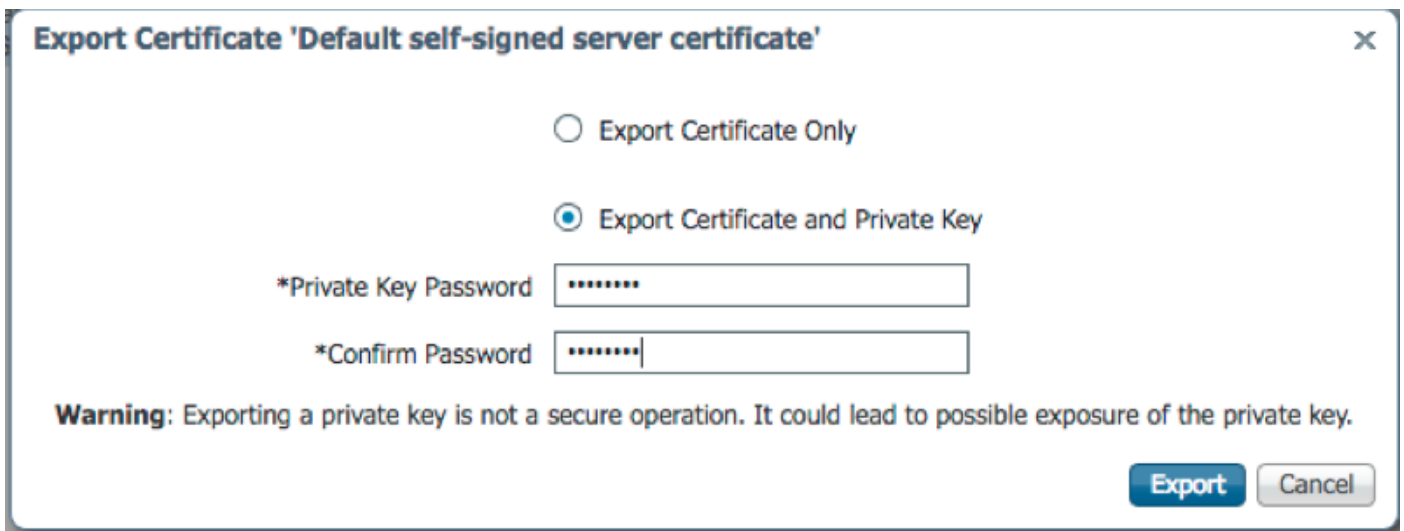 Export Certificate 'Default self-signed server certificate'
Export Certificate Only
Export Certificate and Private Key
*Private Key Password ••••••••
*Confirm Password ••••••••
Warning: Exporting a private key is not a secure operation. It could lead to possible exposure of the private key.
Export Cancel